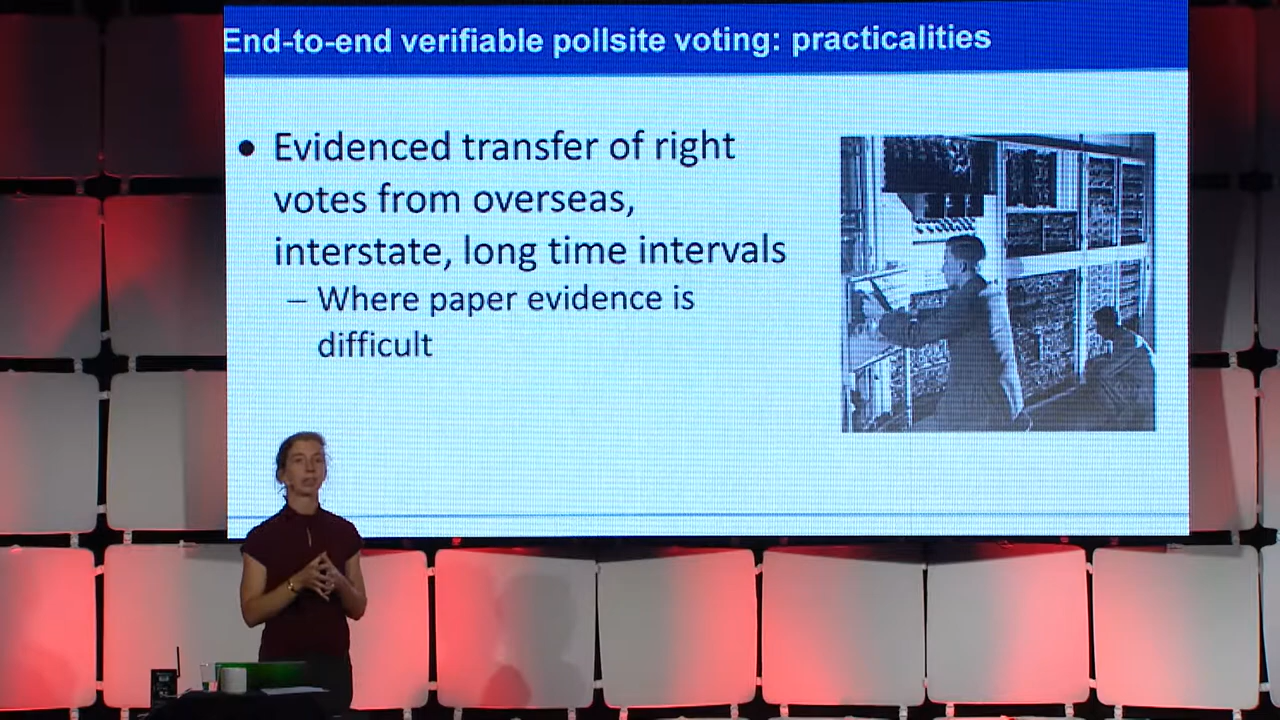 End-to-end verifiable pollsite voting: practicalities
• Evidenced transfer of right
votes from overseas,
interstate, long time intervals
– Where paper evidence is
difficult